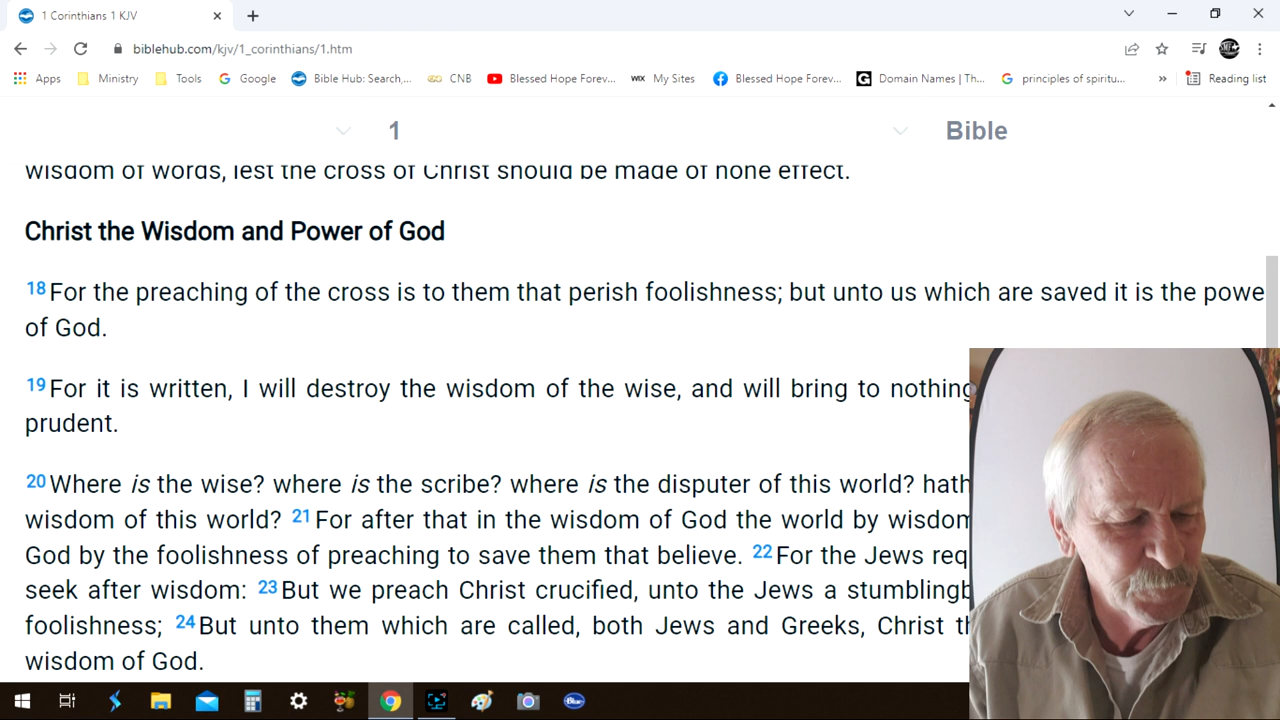 1 Corinthians 1 KJV
biblehub.com/kjv/1_corinthians/1.htm
Apps Ministry Tools Google Bible Hub: Search,... CNB Blessed Hope Forev... WIX My Sites Blessed Hope Forev... Domain Names | Th... principles of spiritu... » Reading list
1 Bible
wisdom of words, lest the cross of Christ should be made of none effect.
Christ the Wisdom and Power of God
18 For the preaching of the cross is to them that perish foolishness; but unto us which are saved it is the powe
of God.
19 For it is written, I will destroy the wisdom of the wise, and will bring to nothing
prudent.
20 Where is the wise? where is the scribe? where is the disputer of this world? hath
wisdom of this world? 21 For after that in the wisdom of God the world by wisdom
God by the foolishness of preaching to save them that believe. 22 For the Jews req
seek after wisdom: 23 But we preach Christ crucified, unto the Jews a stumblingb
foolishness; 24 But unto them which are called, both Jews and Greeks, Christ th
wisdom of God.
Blue